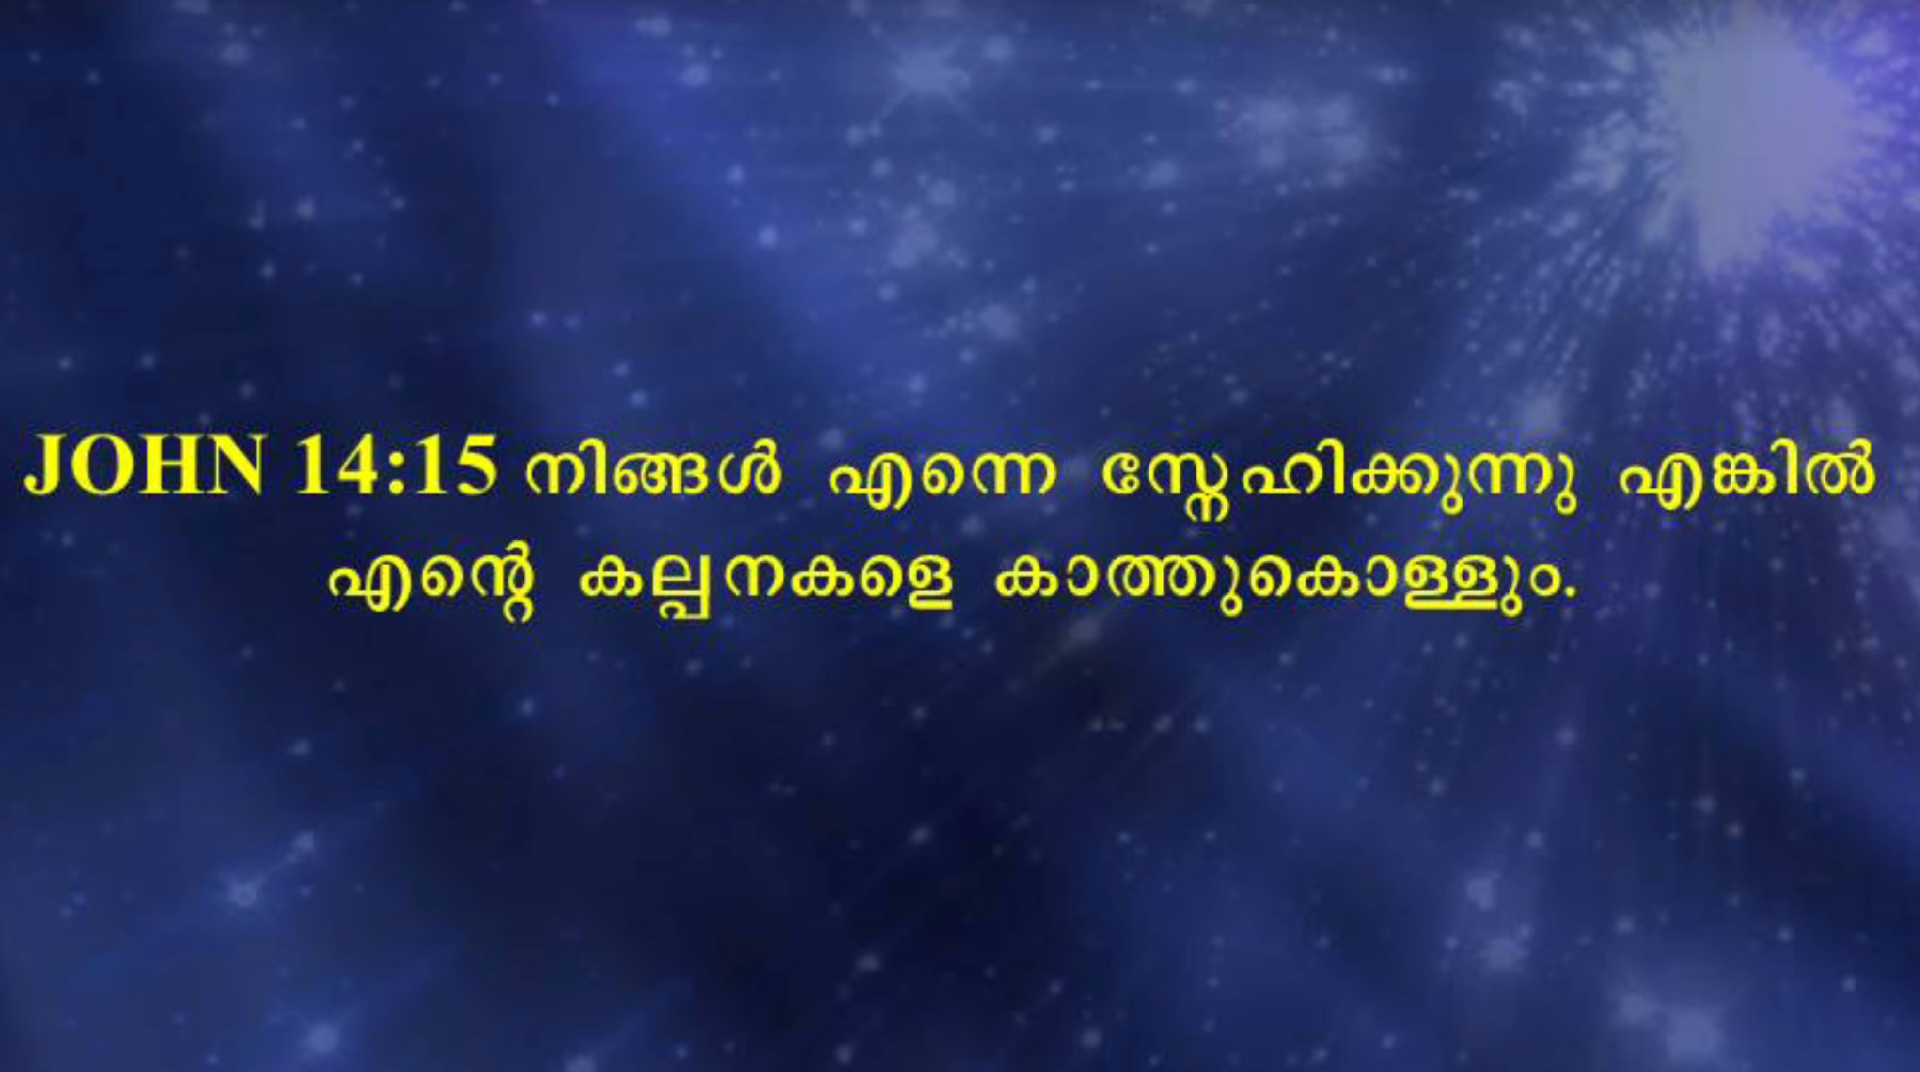 JOHN 14:15 നിങ്ങൾ എന്നെ സ്നേഹിക്കുന്നു എങ്കിൽ
എന്റെ കല്പനകളെ കാത്തുകൊള്ളും.